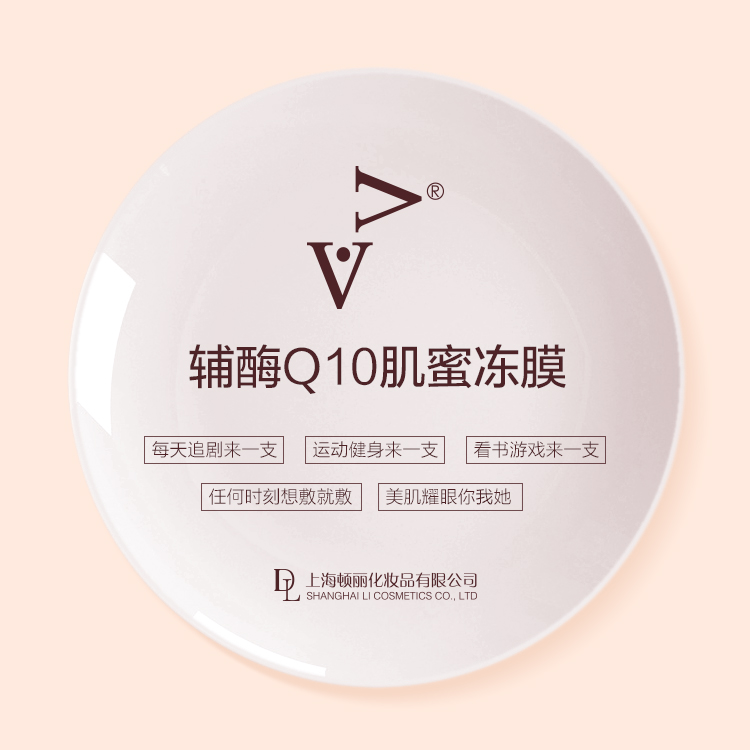 ®
辅酶Q10肌蜜冻膜
每天追剧来一支 运动健身来一支 看书游戏来一支
任何时刻想敷就敷 美肌耀眼你我她
DL 上海顿丽化妆品有限公司
SHANGHAI LI COSMETICS CO., LTD